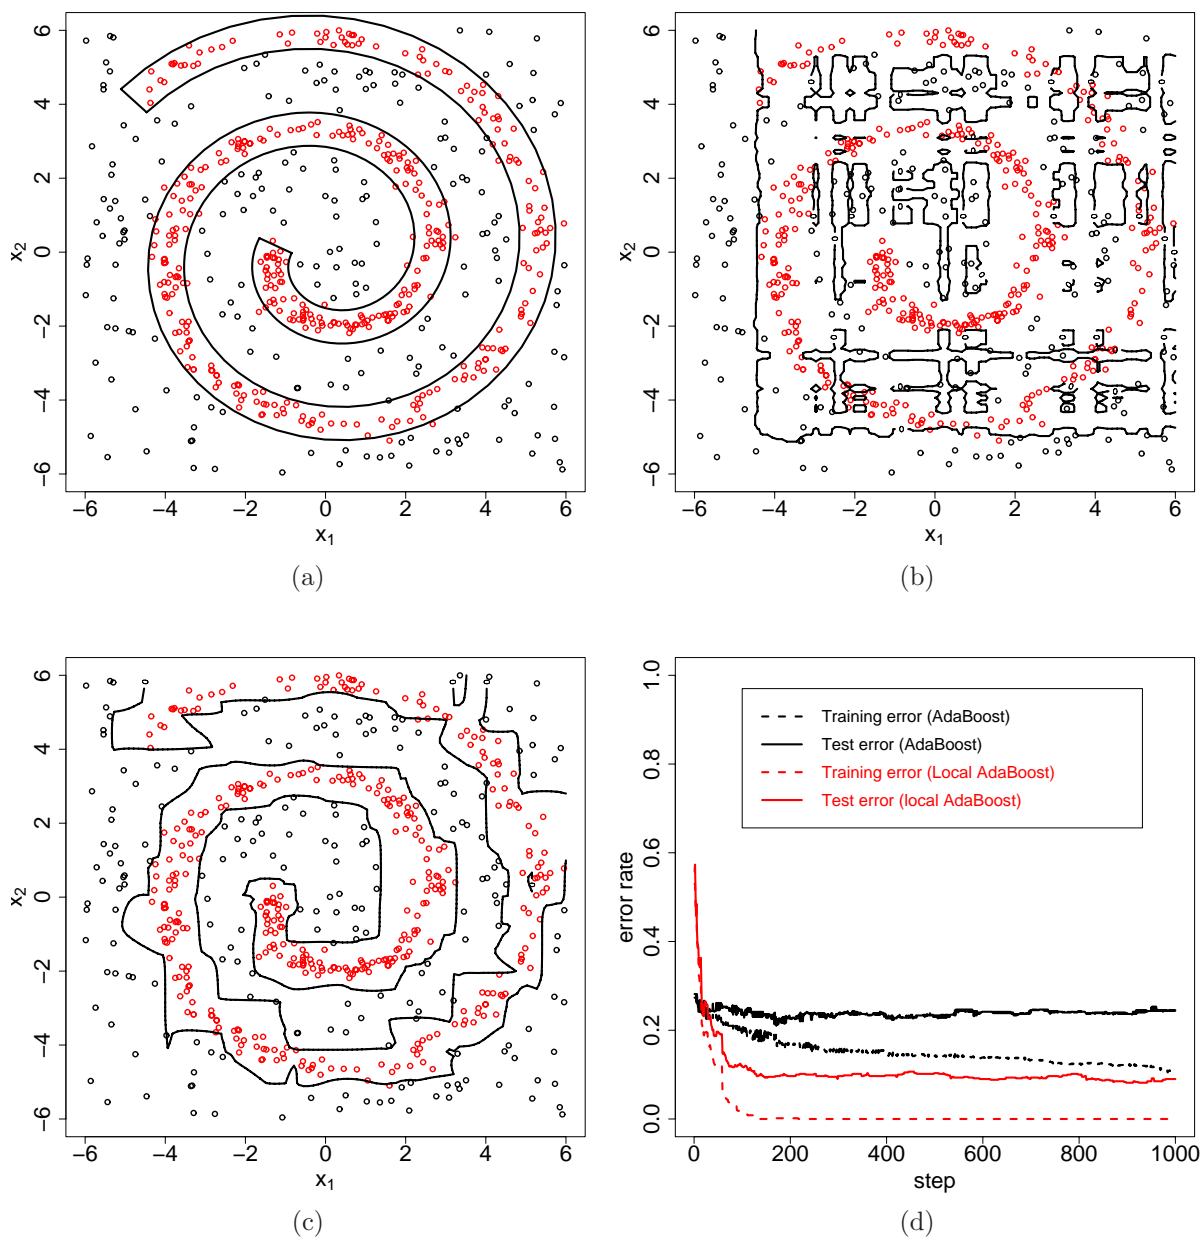 6
4
2
0
−2
−4
−6
x2
−6 −4 −2 0 2 4 6
x1
(a)
6
4
2
0
−2
−4
−6
x2
−6 −4 −2 0 2 4 6
x1
(b)
6
4
2
0
−2
−4
−6
x2
−6 −4 −2 0 2 4 6
x1
(c)
1.0
0.8
0.6
0.4
0.2
0.0
error rate
Training error (AdaBoost)
Test error (AdaBoost)
Training error (Local AdaBoost)
Test error (local AdaBoost)
0 200 400 600 800 1000
step
(d)